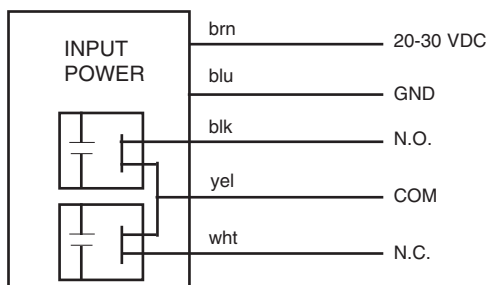 INPUT
POWER
brn 20-30 VDC
blu GND
blk N.O.
yel COM
wht N.C.